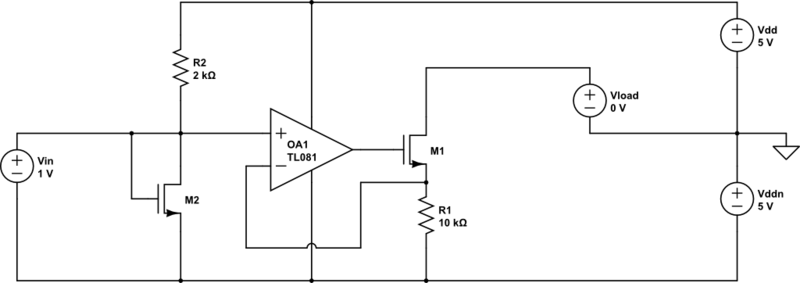 Vdd
5 V
R2
2 kΩ
Vload
0 V
+
OA1
TL081
−
M1
Vin
1 V
M2
R1
10 kΩ
Vddn
5 V